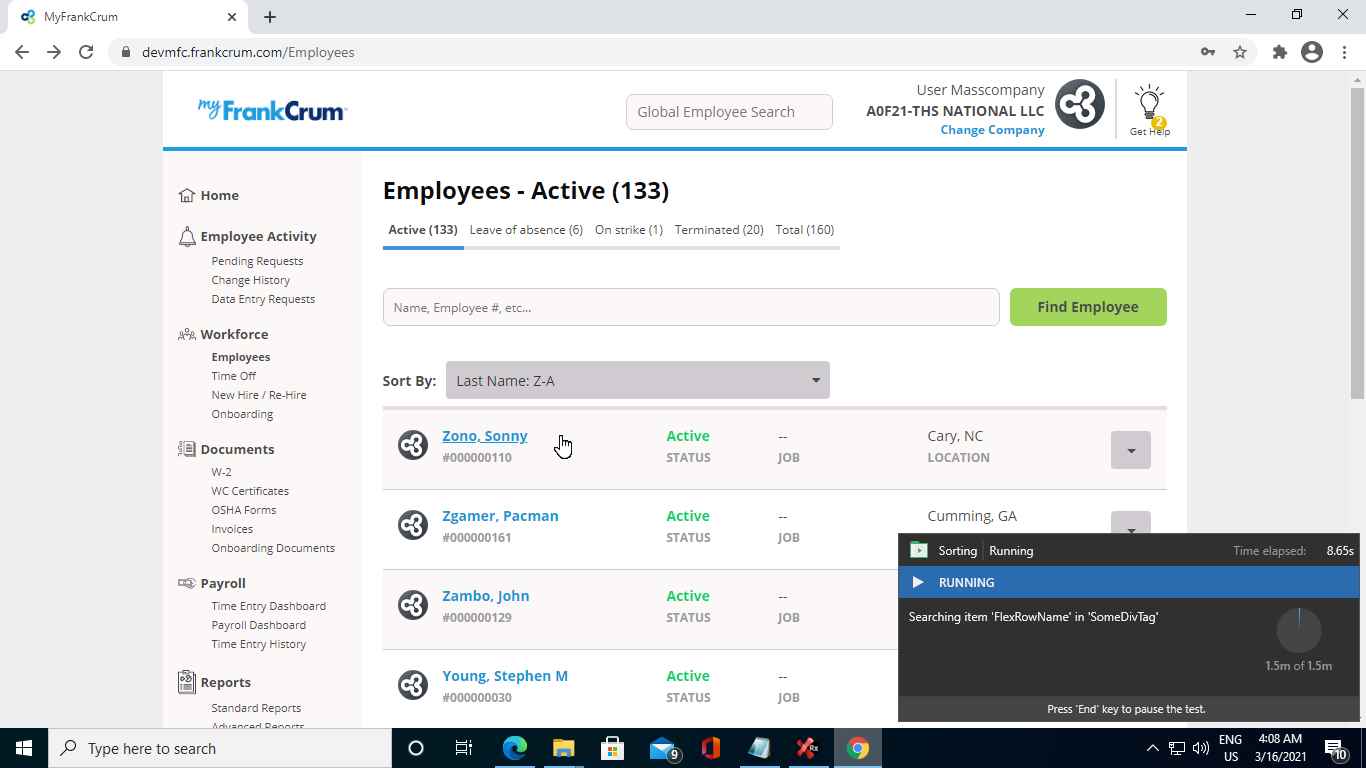 MyFrankCrum
devmfc.frankcrum.com/Employees
my FrankCrum
Global Employee Search
User Masscompany
A0F21-THS NATIONAL LLC
Change Company
2
Get Help
Home
Employee Activity
Pending Requests
Change History
Data Entry Requests
Workforce
Employees
Time Off
New Hire / Re-Hire
Onboarding
Documents
W-2
WC Certificates
OSHA Forms
Invoices
Onboarding Documents
Payroll
Time Entry Dashboard
Payroll Dashboard
Time Entry History
Reports
Standard Reports
Advanced Reports
Employees - Active (133)
Active (133) Leave of absence (6) On strike (1) Terminated (20) Total (160)
Name, Employee #, etc...
Find Employee
Sort By: Last Name: Z-A
Zono, Sonny Active -- Cary, NC
#000000110 STATUS JOB LOCATION
Zgamer, Pacman Active -- Cumming, GA
#000000161 STATUS JOB
Zambo, John Active --
#000000129 STATUS JOB
Young, Stephen M Active --
#000000030 STATUS JOB
Sorting Running Time elapsed: 8.65s
RUNNING
Searching item 'FlexRowName' in 'SomeDivTag'
1.5m of 1.5m
Press 'End' key to pause the test.
Type here to search
9
Rx
ENG
US
4:08 AM
3/16/2021
10